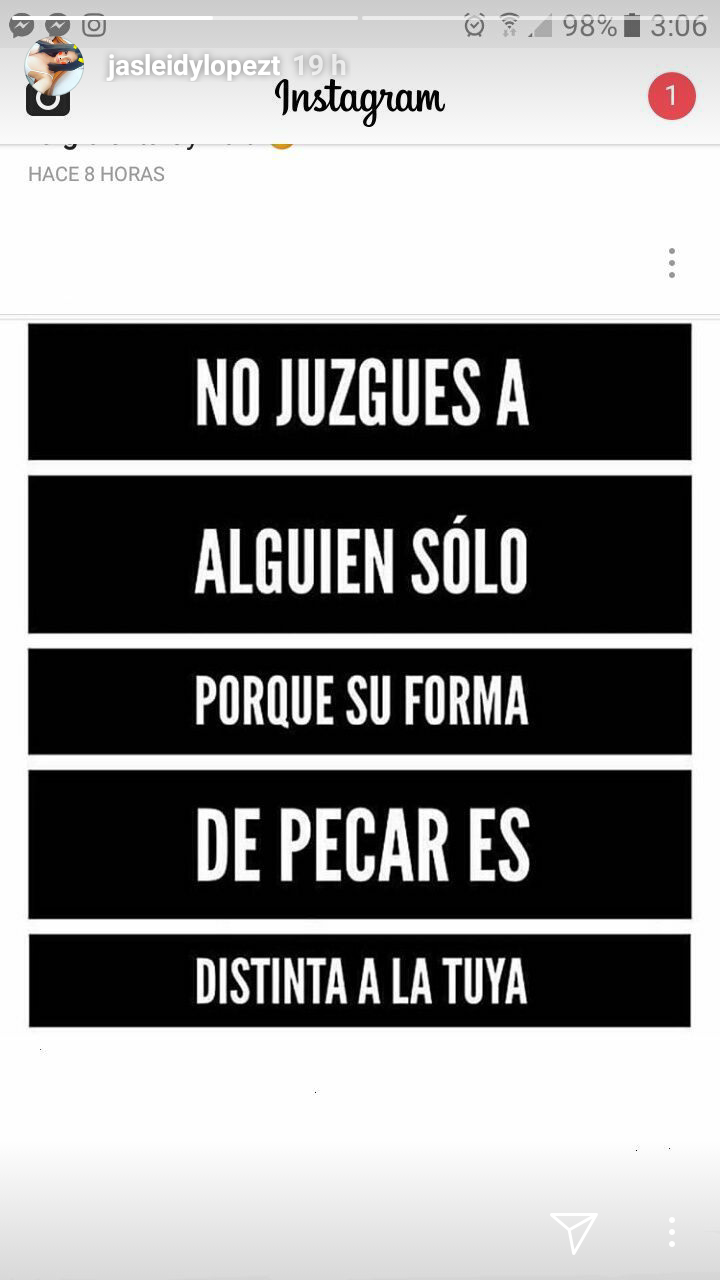 98% 3:06
jasleidylopezt 19 h
Instagram
1
HACE 8 HORAS
NO JUZGUES A
ALGUIEN SÓLO
PORQUE SU FORMA
DE PECAR ES
DISTINTA A LA TUYA